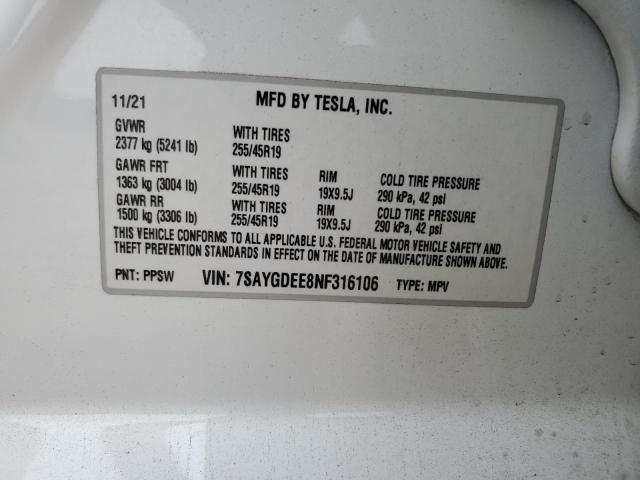 11/21 MFD BY TESLA, INC.
GVWR
2377 kg (5241 lb) WITH TIRES 255/45R19
GAWR FRT WITH TIRES RIM COLD TIRE PRESSURE
1363 kg (3004 lb) 255/45R19 19X9.5J 290 kPa, 42 psi
GAWR RR WITH TIRES RIM COLD TIRE PRESSURE
1500 kg (3306 lb) 255/45R19 19X9.5J 290 kPa, 42 psi
THIS VEHICLE CONFORMS TO ALL APPLICABLE U.S. FEDERAL MOTOR VEHICLE SAFETY AND
THEFT PREVENTION STANDARDS IN EFFECT ON THE DATE OF MANUFACTURE SHOWN ABOVE.
PNT: PPSW VIN: 7SAYGDEE8NF316106 TYPE: MPV